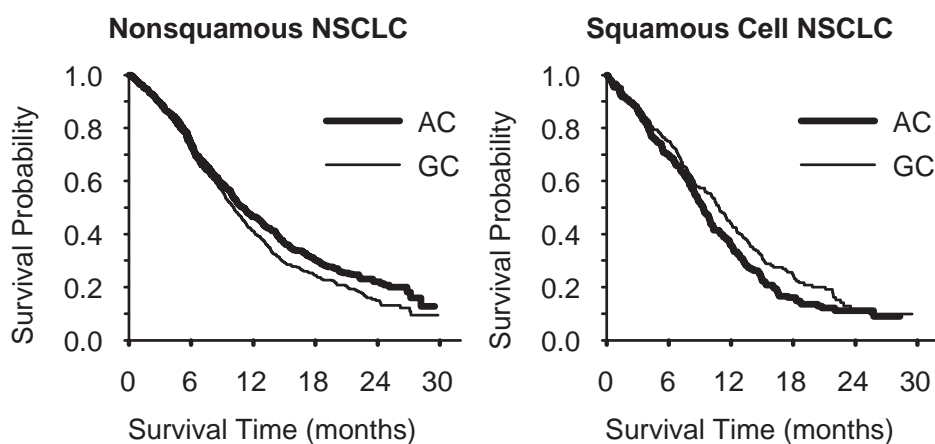 Nonsquamous NSCLC
Survival Probability
1.0
0.8
0.6
0.4
0.2
0.0
AC
GC
0 6 12 18 24 30
Survival Time (months)
Squamous Cell NSCLC
Survival Probability
1.0
0.8
0.6
0.4
0.2
0.0
AC
GC
0 6 12 18 24 30
Survival Time (months)